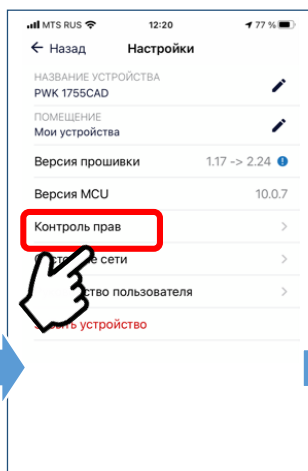 MTS RUS 12:20 77 %
Назад Настройки
НАЗВАНИЕ УСТРОЙСТВА
PWK 1755CAD
ПОМЕЩЕНИЕ
Мои устройства
Версия прошивки 1.17 -> 2.24
Версия MCU 10.0.7
Контроль прав
сети
пользователя
устройство